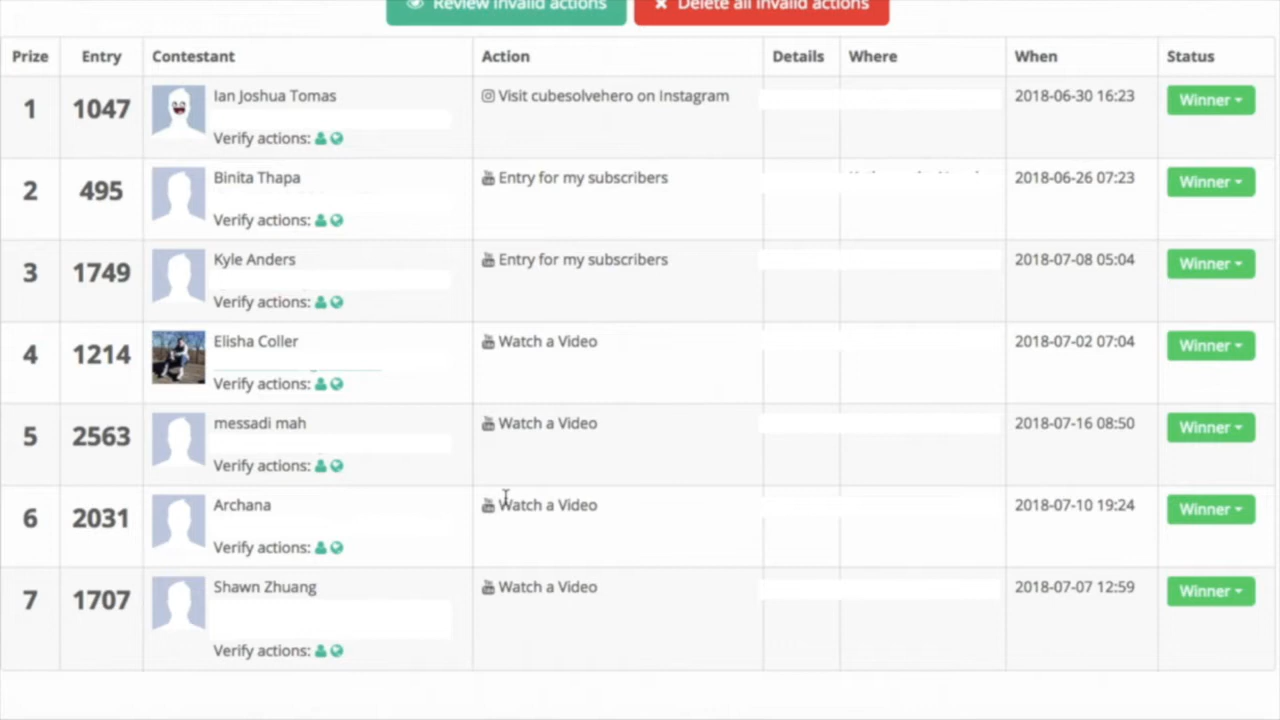 Review invalid actions
Delete all invalid actions
Prize Entry Contestant Action Details Where When Status
1 1047 Ian Joshua Tomas Visit cubesolvehero on Instagram 2018-06-30 16:23 Winner
Verify actions:
2 495 Binita Thapa Entry for my subscribers 2018-06-26 07:23 Winner
Verify actions:
3 1749 Kyle Anders Entry for my subscribers 2018-07-08 05:04 Winner
Verify actions:
4 1214 Elisha Coller Watch a Video 2018-07-02 07:04 Winner
Verify actions:
5 2563 messadi mah Watch a Video 2018-07-16 08:50 Winner
Verify actions:
6 2031 Archana Watch a Video 2018-07-10 19:24 Winner
Verify actions:
7 1707 Shawn Zhuang Watch a Video 2018-07-07 12:59 Winner
Verify actions: